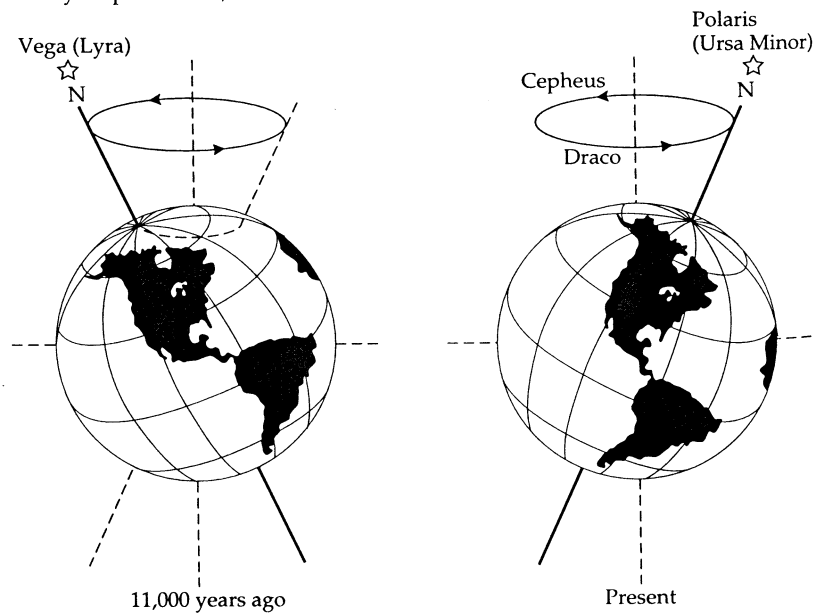 Vega (Lyra)
N
11,000 years ago
Polaris
(Ursa Minor)
N
Cepheus
Draco
Present